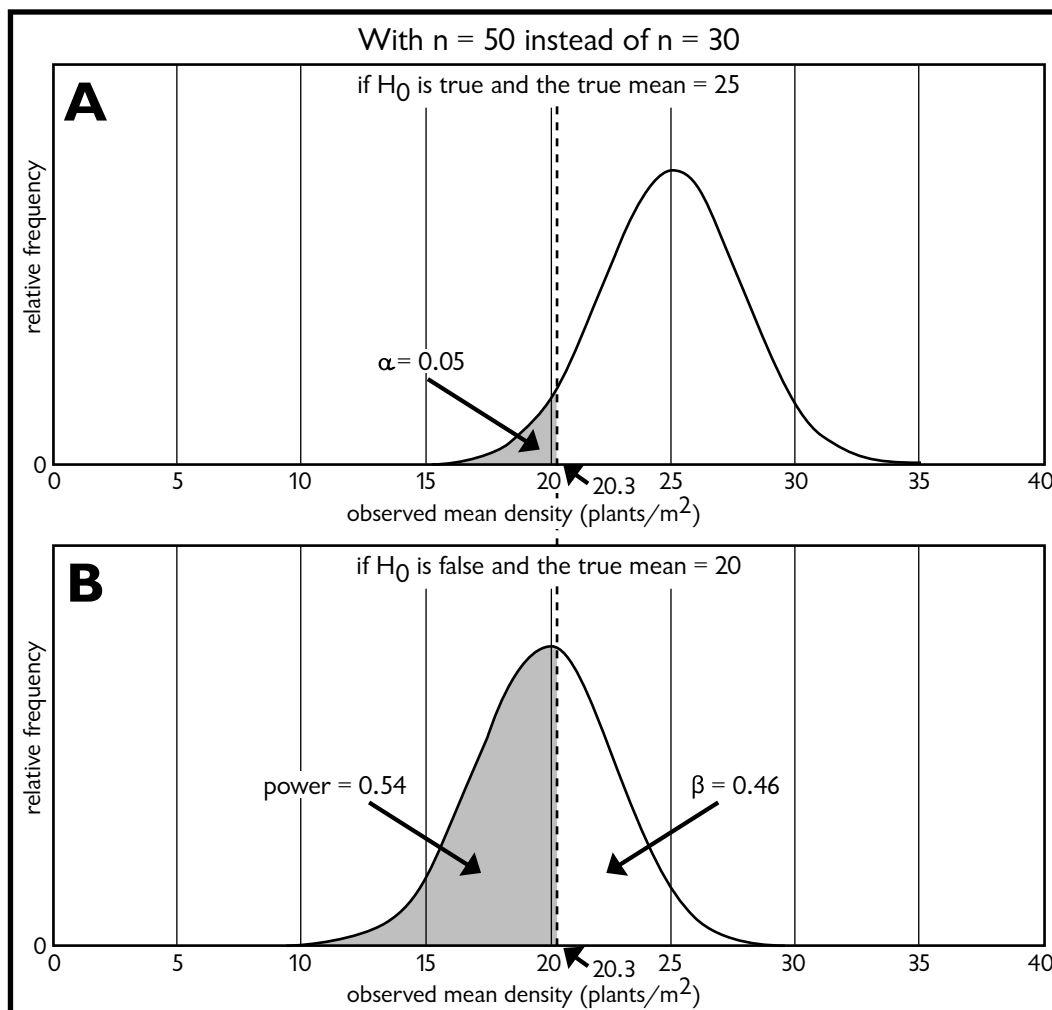 With n = 50 instead of n = 30
A
if H0 is true and the true mean = 25
relative frequency
α = 0.05
0
0 5 10 15 20 25 30 35 40
20.3
observed mean density (plants/m²)
B
if H0 is false and the true mean = 20
relative frequency
power = 0.54
β = 0.46
0
0 5 10 15 20 25 30 35 40
20.3
observed mean density (plants/m²)